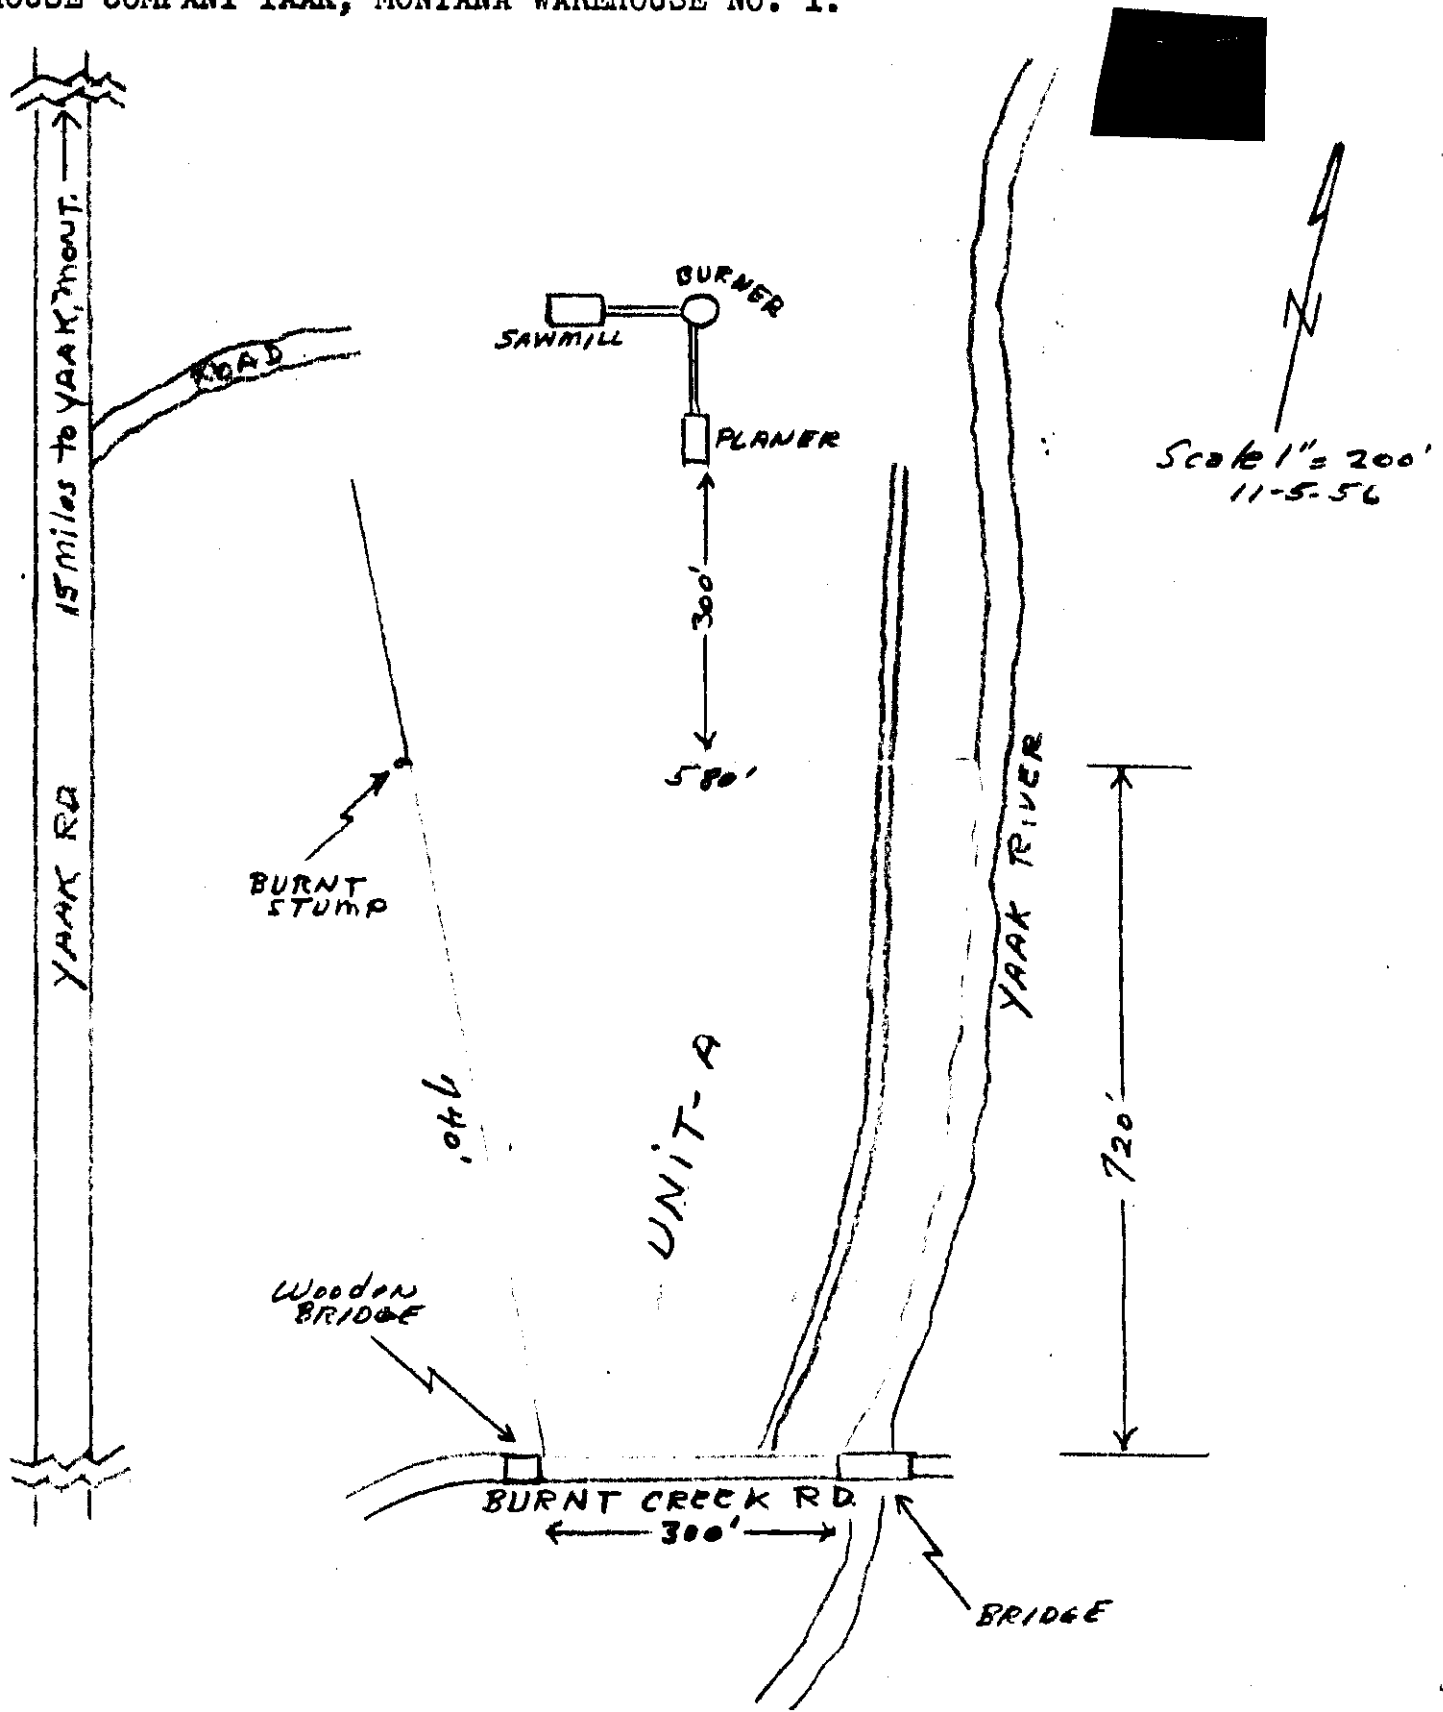 HOUSE COMPANY YAAK, MONTANA WAREHOUSE NO. 1.
15 miles to YAAK, MONT.
YAAK RD
ROAD
BURNER
SAWMILL
PLANER
N
Scale 1" = 200'
11-5-56
300'
580'
BURNT
STUMP
YAAK RIVER
740'
UNIT-A
720'
Wooden
BRIDGE
BURNT CREEK RD.
300'
BRIDGE